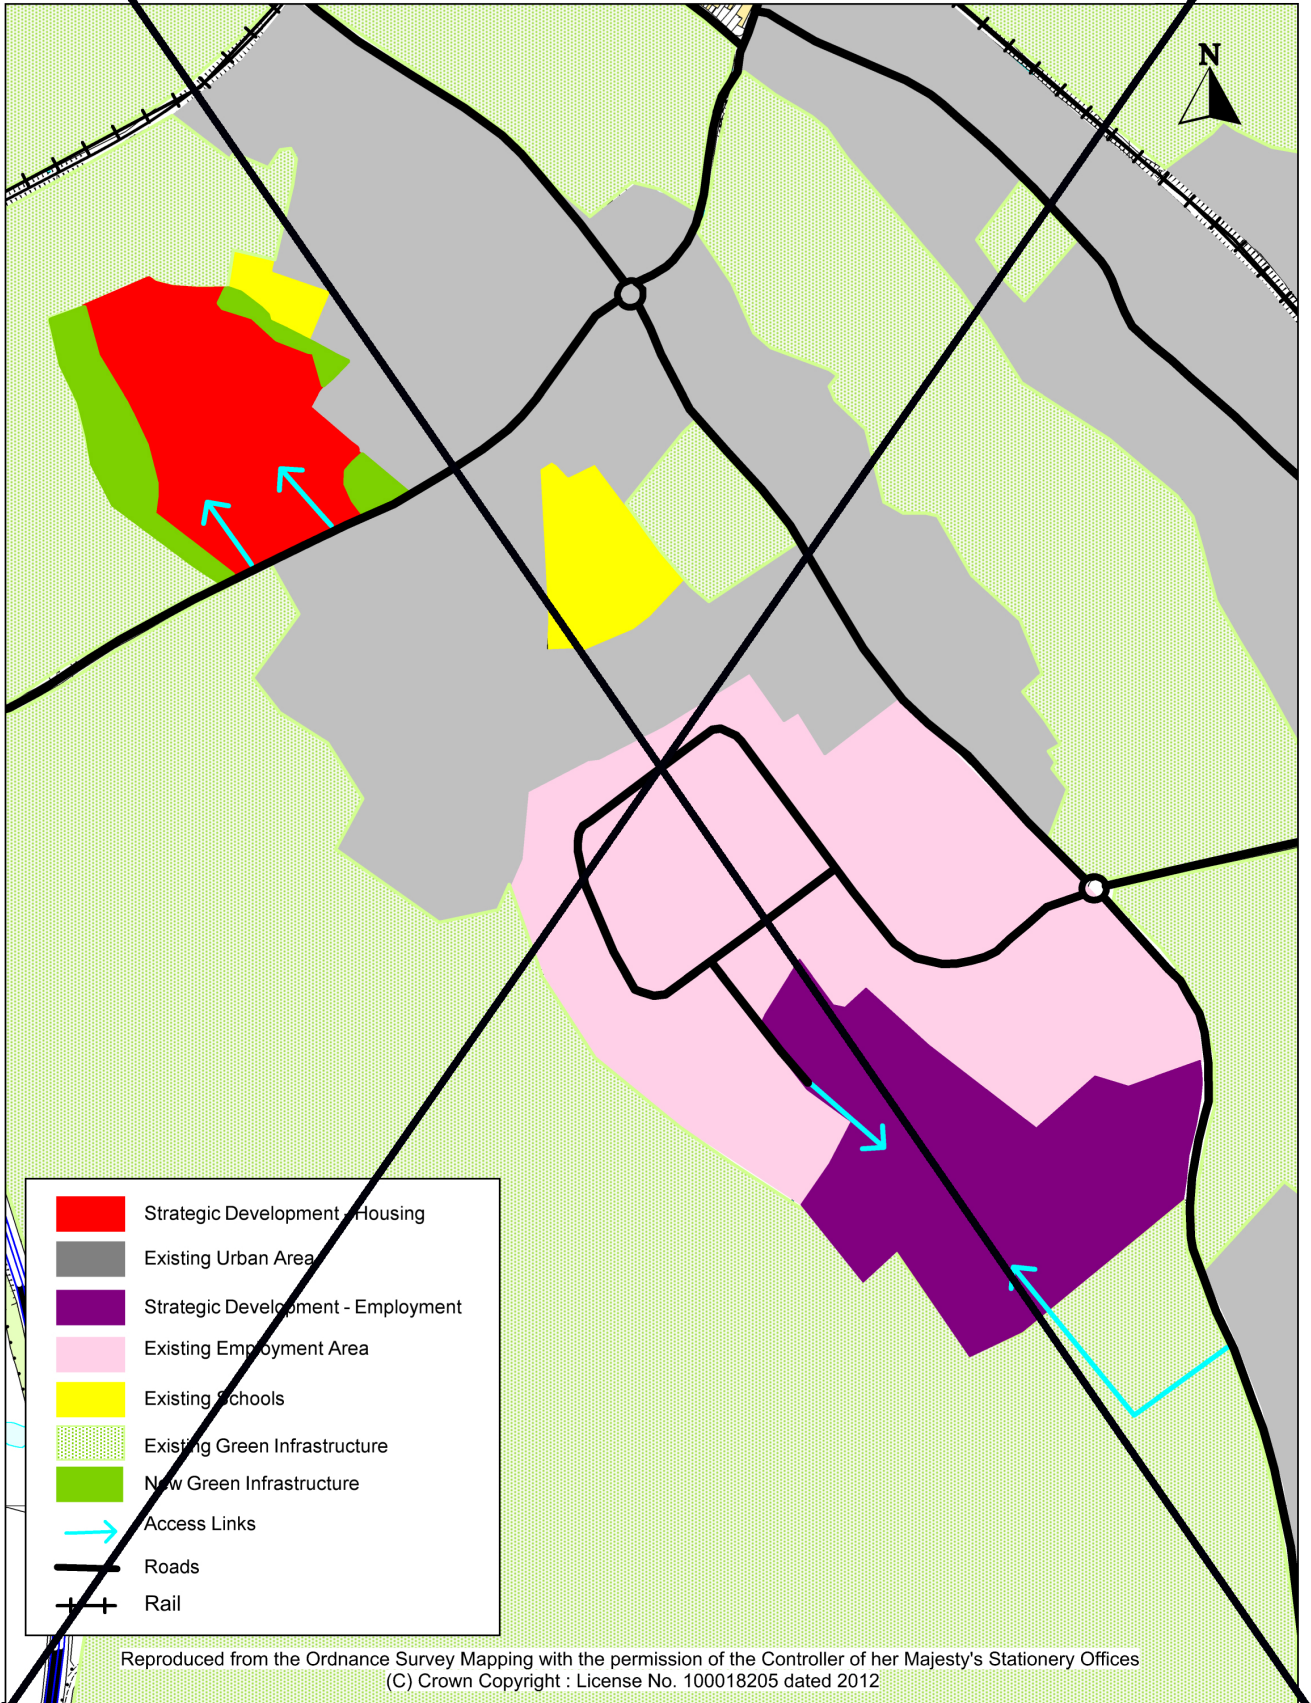 N
Strategic Development - Housing
Existing Urban Area
Strategic Development - Employment
Existing Employment Area
Existing Schools
Existing Green Infrastructure
New Green Infrastructure
Access Links
Roads
Rail
Reproduced from the Ordnance Survey Mapping with the permission of the Controller of her Majesty's Stationery Offices
(C) Crown Copyright : License No. 100018205 dated 2012